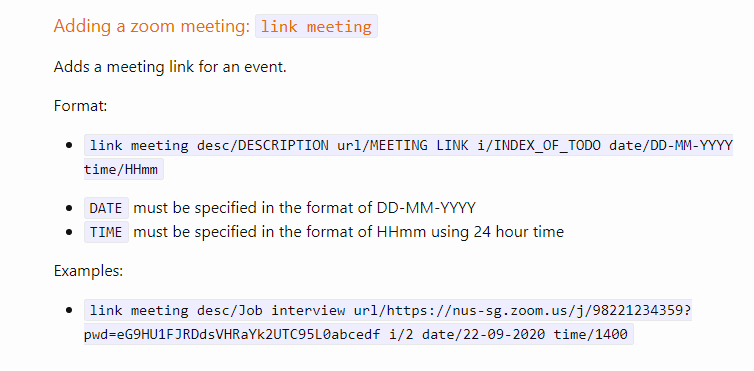 Adding a zoom meeting: link meeting
Adds a meeting link for an event.
Format:
link meeting desc/DESCRIPTION url/MEETING LINK i/INDEX_OF_TODO date/DD-MM-YYYY
time/HHmm
DATE must be specified in the format of DD-MM-YYYY
TIME must be specified in the format of HHmm using 24 hour time
Examples:
link meeting desc/Job interview url/https://nus-sg.zoom.us/j/98221234359?
pwd=eG9HU1FJRDdsVHRaYk2UTC95L0abcedf i/2 date/22-09-2020 time/1400